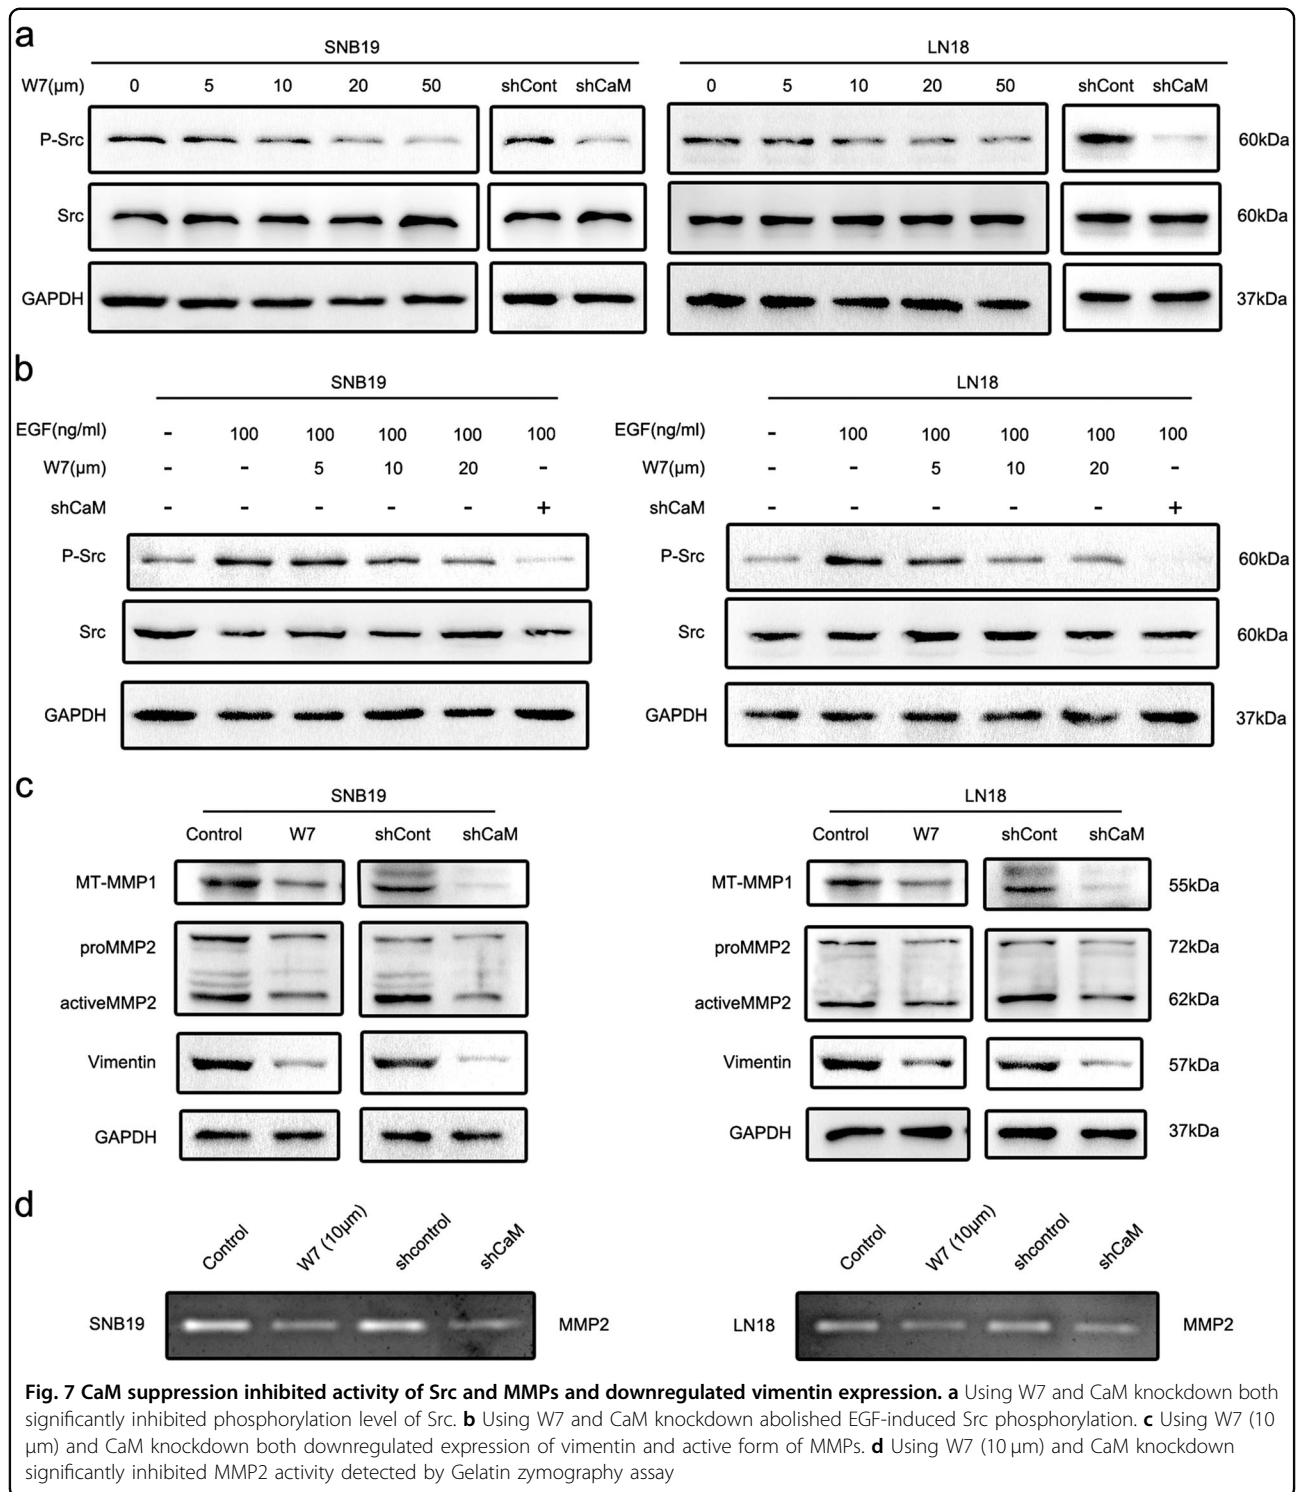 a
SNB19 LN18
W7(μm) 0 5 10 20 50 shCont shCaM 0 5 10 20 50 shCont shCaM
P-Src 60kDa
Src 60kDa
GAPDH 37kDa
b
SNB19 LN18
EGF(ng/ml) - 100 100 100 100 100 EGF(ng/ml) - 100 100 100 100 100
W7(μm) - - 5 10 20 - W7(μm) - - 5 10 20 -
shCaM - - - - - + shCaM - - - - - +
P-Src P-Src 60kDa
Src Src 60kDa
GAPDH GAPDH 37kDa
c
SNB19 LN18
Control W7 shCont shCaM Control W7 shCont shCaM
MT-MMP1 MT-MMP1 55kDa
proMMP2 proMMP2 72kDa
activeMMP2 activeMMP2 62kDa
Vimentin Vimentin 57kDa
GAPDH GAPDH 37kDa
d
Control W7 (10μm) shcontrol shCaM Control W7 (10μm) shcontrol shCaM
SNB19 MMP2 LN18 MMP2
Fig. 7 CaM suppression inhibited activity of Src and MMPs and downregulated vimentin expression. a Using W7 and CaM knockdown both
significantly inhibited phosphorylation level of Src. b Using W7 and CaM knockdown abolished EGF-induced Src phosphorylation. c Using W7 (10
μm) and CaM knockdown both downregulated expression of vimentin and active form of MMPs. d Using W7 (10 μm) and CaM knockdown
significantly inhibited MMP2 activity detected by Gelatin zymography assay